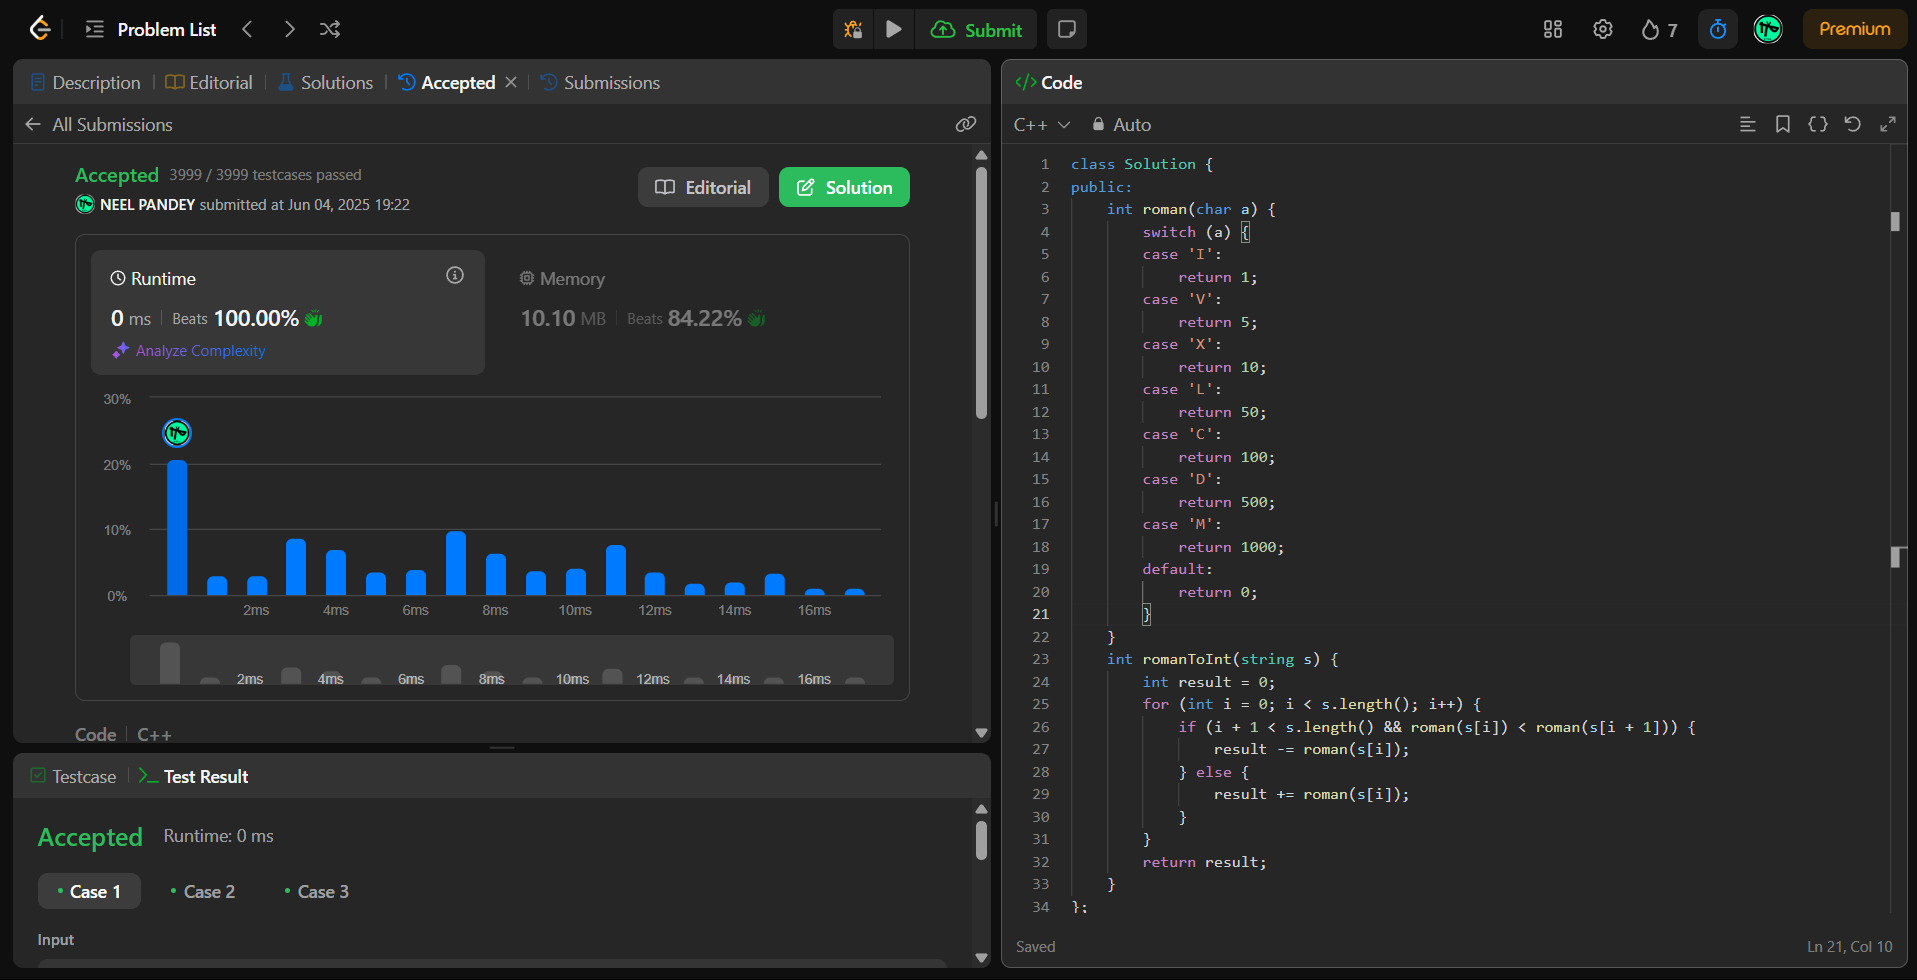 Problem List
Submit
7
Premium
Description
Editorial
Solutions
Accepted
Submissions
All Submissions
Accepted 3999 / 3999 testcases passed
NEEL PANDEY submitted at Jun 04, 2025 19:22
Editorial
Solution
Runtime
0 ms Beats 100.00%
Analyze Complexity
Memory
10.10 MB Beats 84.22%
30%
20%
10%
0%
2ms 4ms 6ms 8ms 10ms 12ms 14ms 16ms
2ms 4ms 6ms 8ms 10ms 12ms 14ms 16ms
Code C++
Testcase
Test Result
Accepted Runtime: 0 ms
Case 1 Case 2 Case 3
Input
</> Code
C++ Auto
1 class Solution {
2 public:
3 int roman(char a) {
4 switch (a) {
5 case 'I':
6 return 1;
7 case 'V':
8 return 5;
9 case 'X':
10 return 10;
11 case 'L':
12 return 50;
13 case 'C':
14 return 100;
15 case 'D':
16 return 500;
17 case 'M':
18 return 1000;
19 default:
20 return 0;
21 }
22 }
23 int romanToInt(string s) {
24 int result = 0;
25 for (int i = 0; i < s.length(); i++) {
26 if (i + 1 < s.length() && roman(s[i]) < roman(s[i + 1])) {
27 result -= roman(s[i]);
28 } else {
29 result += roman(s[i]);
30 }
31 }
32 return result;
33 }
34 };
Saved
Ln 21, Col 10